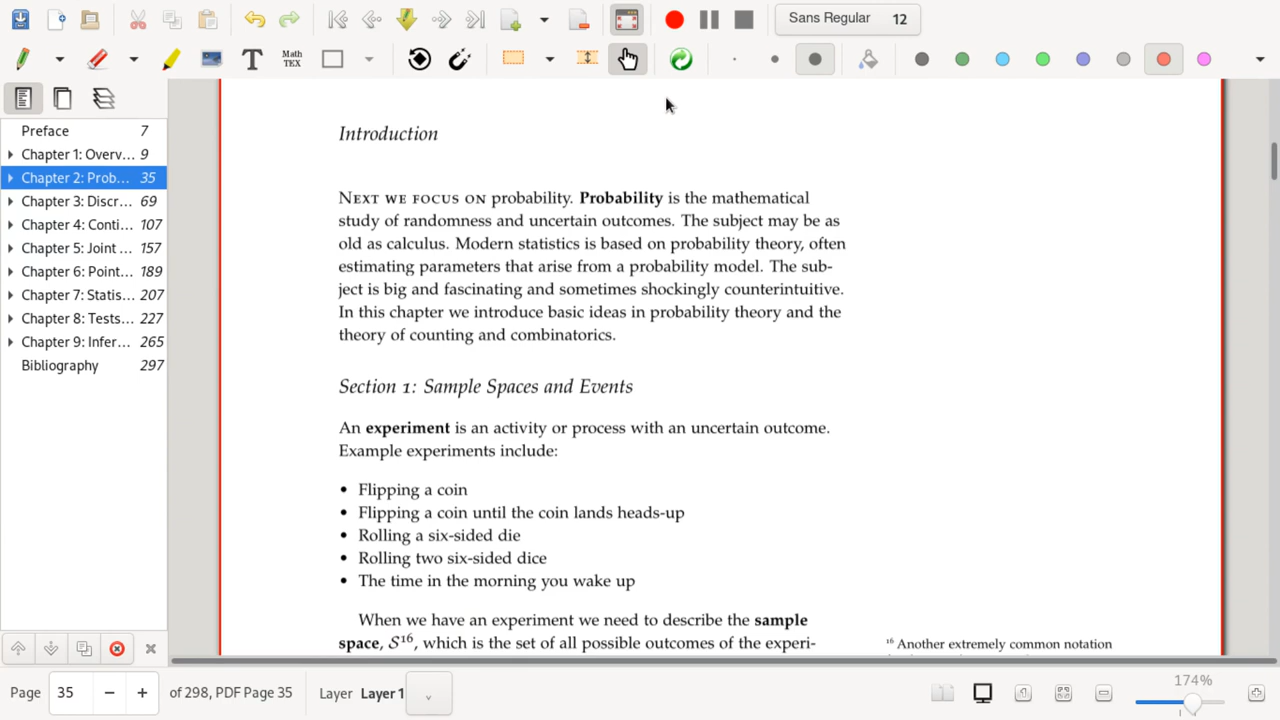 Sans Regular 12
Math
TEX
Preface 7
Chapter 1: Overv... 9
Chapter 2: Prob... 35
Chapter 3: Discr... 69
Chapter 4: Conti... 107
Chapter 5: Joint ... 157
Chapter 6: Point... 189
Chapter 7: Statis... 207
Chapter 8: Tests... 227
Chapter 9: Infer... 265
Bibliography 297
Introduction
NEXT WE FOCUS ON probability. Probability is the mathematical
study of randomness and uncertain outcomes. The subject may be as
old as calculus. Modern statistics is based on probability theory, often
estimating parameters that arise from a probability model. The sub-
ject is big and fascinating and sometimes shockingly counterintuitive.
In this chapter we introduce basic ideas in probability theory and the
theory of counting and combinatorics.
Section 1: Sample Spaces and Events
An experiment is an activity or process with an uncertain outcome.
Example experiments include:
• Flipping a coin
• Flipping a coin until the coin lands heads-up
• Rolling a six-sided die
• Rolling two six-sided dice
• The time in the morning you wake up
When we have an experiment we need to describe the sample
space, 𝒮¹⁶, which is the set of all possible outcomes of the experi-
¹⁶ Another extremely common notation
Page 35 of 298, PDF Page 35 Layer Layer 1
174%